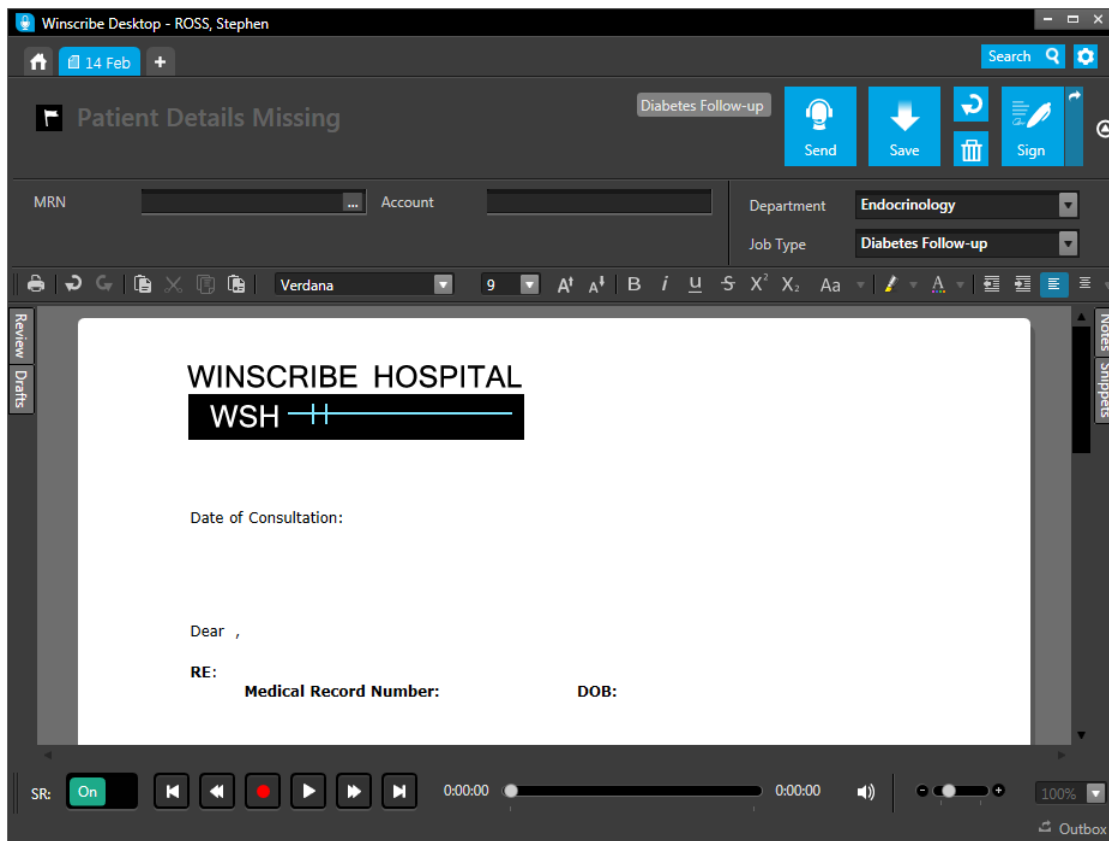 Winscribe Desktop - ROSS, Stephen
14 Feb
+
Search
Patient Details Missing
Diabetes Follow-up
Send
Save
Sign
MRN
...
Account
Department
Endocrinology
Job Type
Diabetes Follow-up
Verdana
9
A A B i u S X² X₂ Aa A
Review
Drafts
Notes
Snippets
WINSCRIBE HOSPITAL
WSH
Date of Consultation:
Dear ,
RE:
Medical Record Number: DOB:
SR: On
0:00:00
0:00:00
100%
Outbox